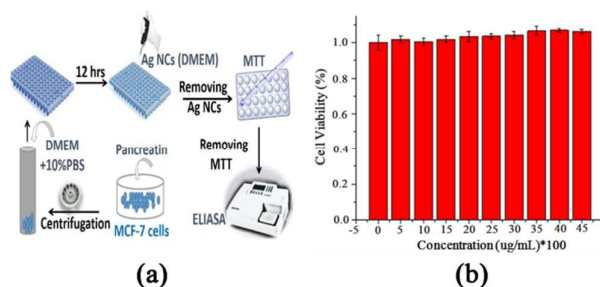 12 hrs
Ag NCs (DMEM)
MTT
Removing
Ag NCs
DMEM
+10%PBS
Pancreatin
Removing
MTT
Centrifugation
MCF-7 cells
ELIASA
(a)
(b)
Cell Viability (%)
1.0
0.8
0.6
0.4
0.2
0.0
-5 0 5 10 15 20 25 30 35 40 45
Concentration (ug/mL)*100